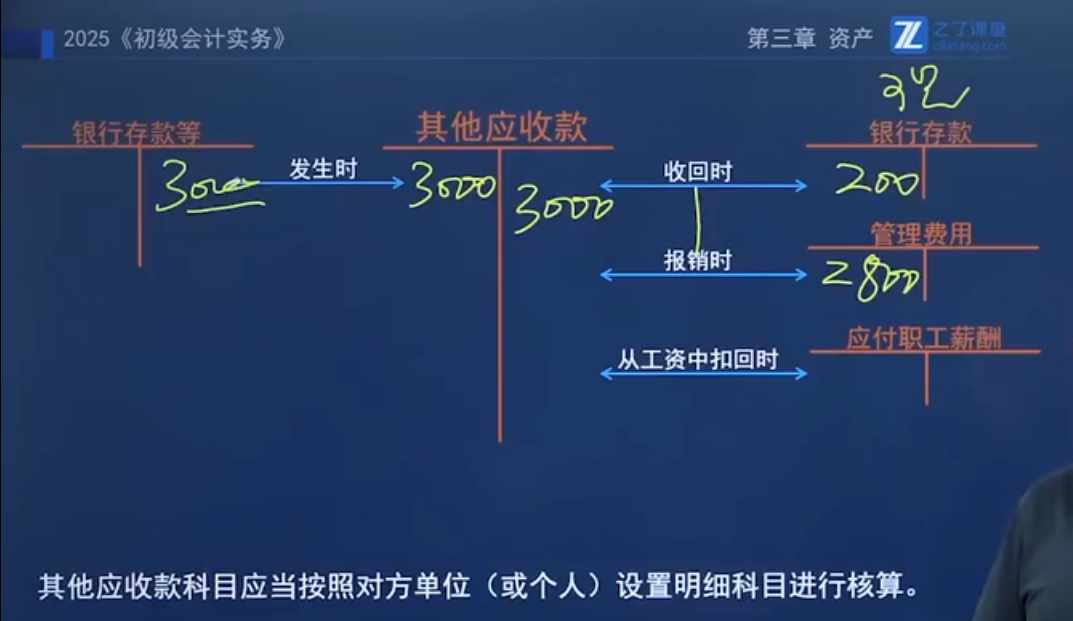 2025《初级会计实务》
第三章 资产
之了课堂
zlketang.com
现
银行存款等
其他应收款
银行存款
3000
发生时
3000
3000
收回时
200
管理费用
报销时
2800
应付职工薪酬
从工资中扣回时
其他应收款科目应当按照对方单位（或个人）设置明细科目进行核算。